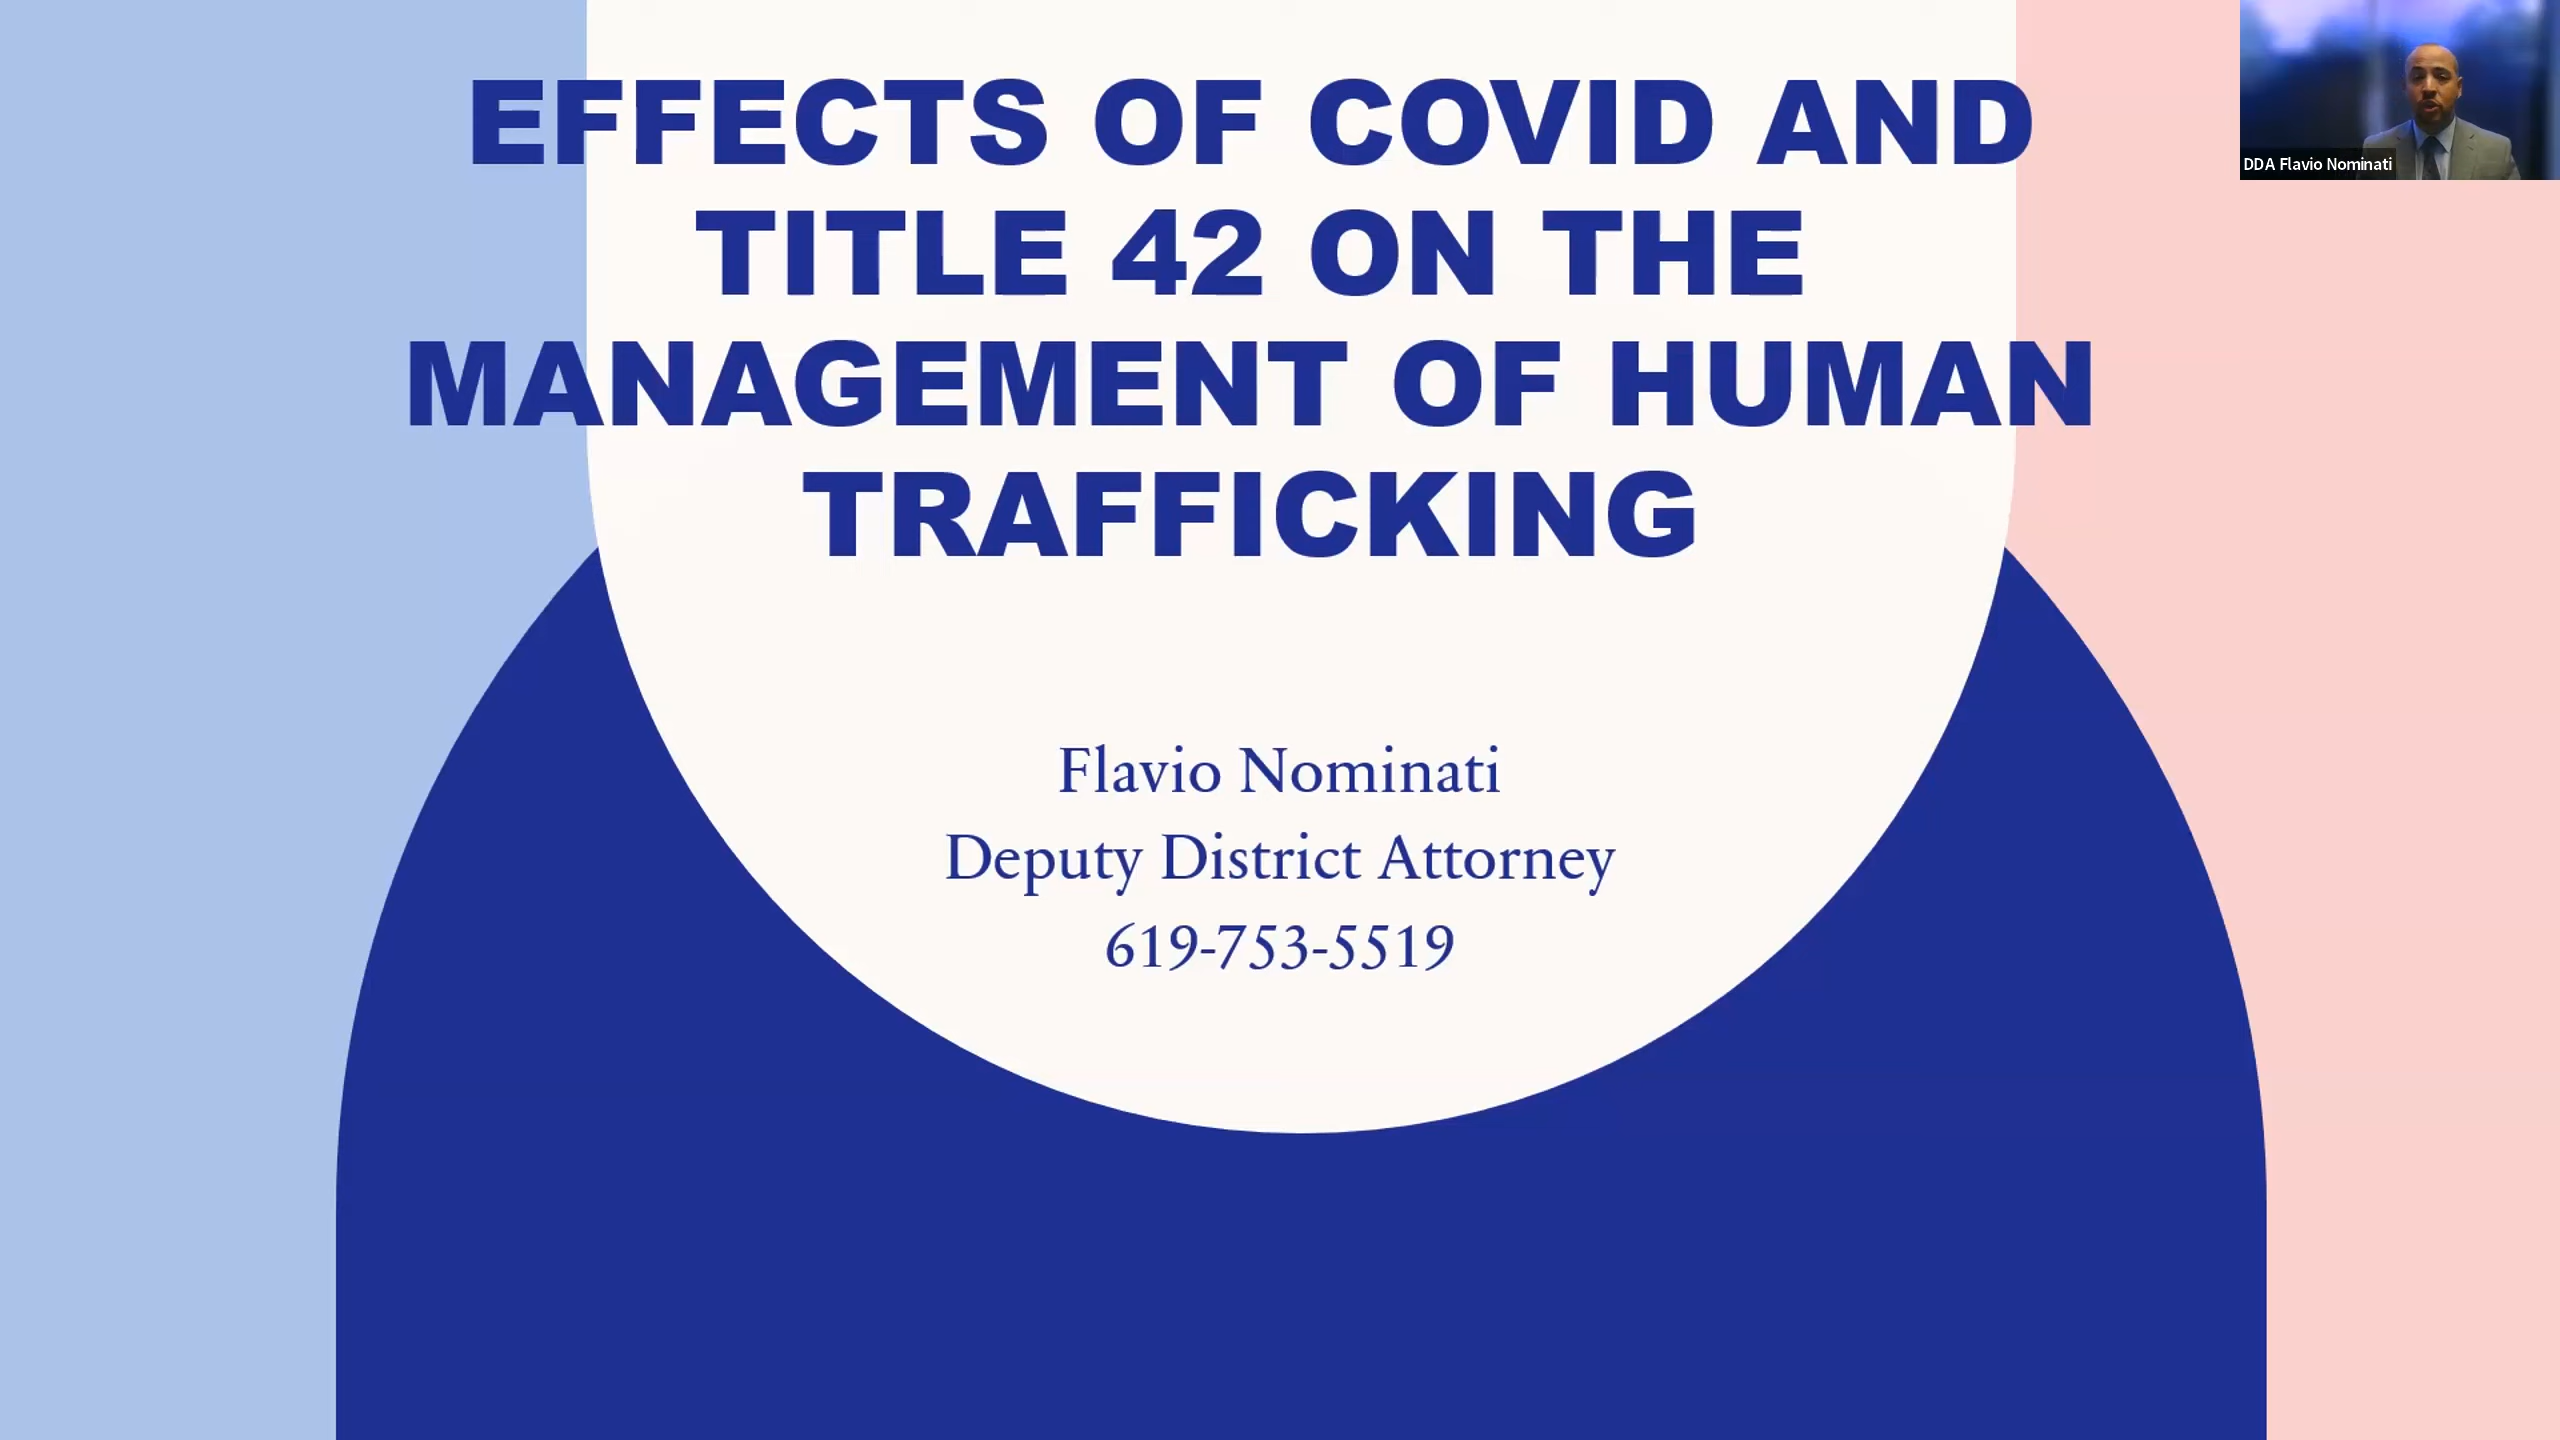 EFFECTS OF COVID AND
TITLE 42 ON THE
MANAGEMENT OF HUMAN
TRAFFICKING
Flavio Nominati
Deputy District Attorney
619-753-5519
DDA Flavio Nominati